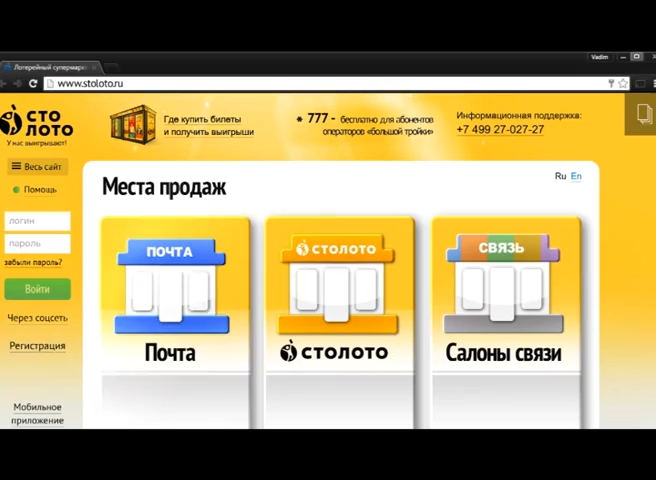 Vadim
Лотерейный супермарк
www.stoloto.ru
СТО
ЛОТО
У нас выигрывают!
Где купить билеты
и получить выигрыши
* 777 - бесплатно для абонентов
операторов «большой тройки»
Информационная поддержка:
+7 499 27-027-27
Весь сайт
Помощь
логин
пароль
забыли пароль?
Войти
Через соцсеть
Регистрация
Мобильное
приложение
Места продаж
Ru En
ПОЧТА
СТОЛОТО
СВЯЗЬ
Почта
СТОЛОТО
Салоны связи